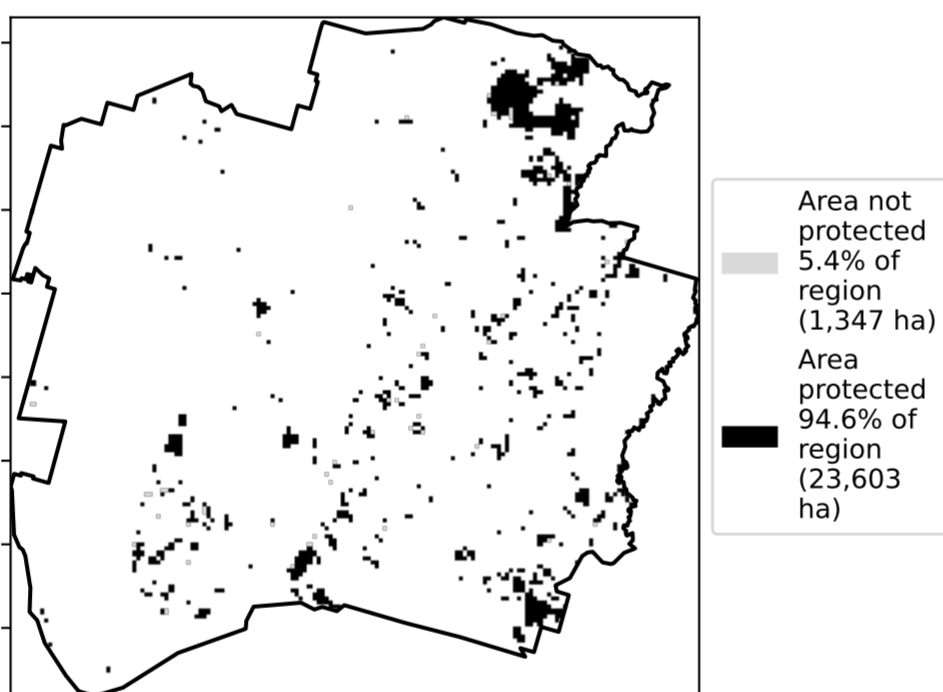 Area not
protected
5.4% of
region
(1,347 ha)
Area
protected
94.6% of
region
(23,603
ha)